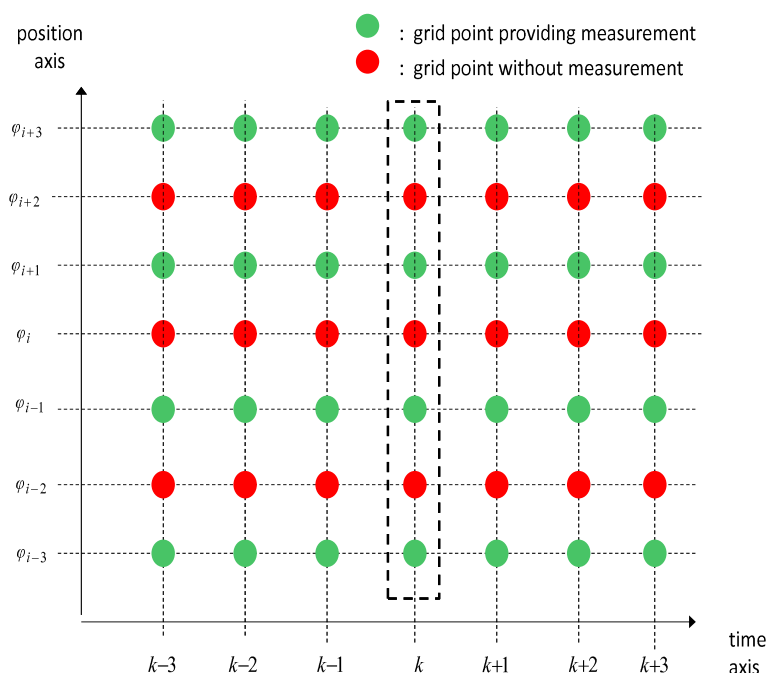 position
axis
: grid point providing measurement
: grid point without measurement
φi+3
φi+2
φi+1
φi
φi−1
φi−2
φi−3
k−3 k−2 k−1 k k+1 k+2 k+3
time
axis